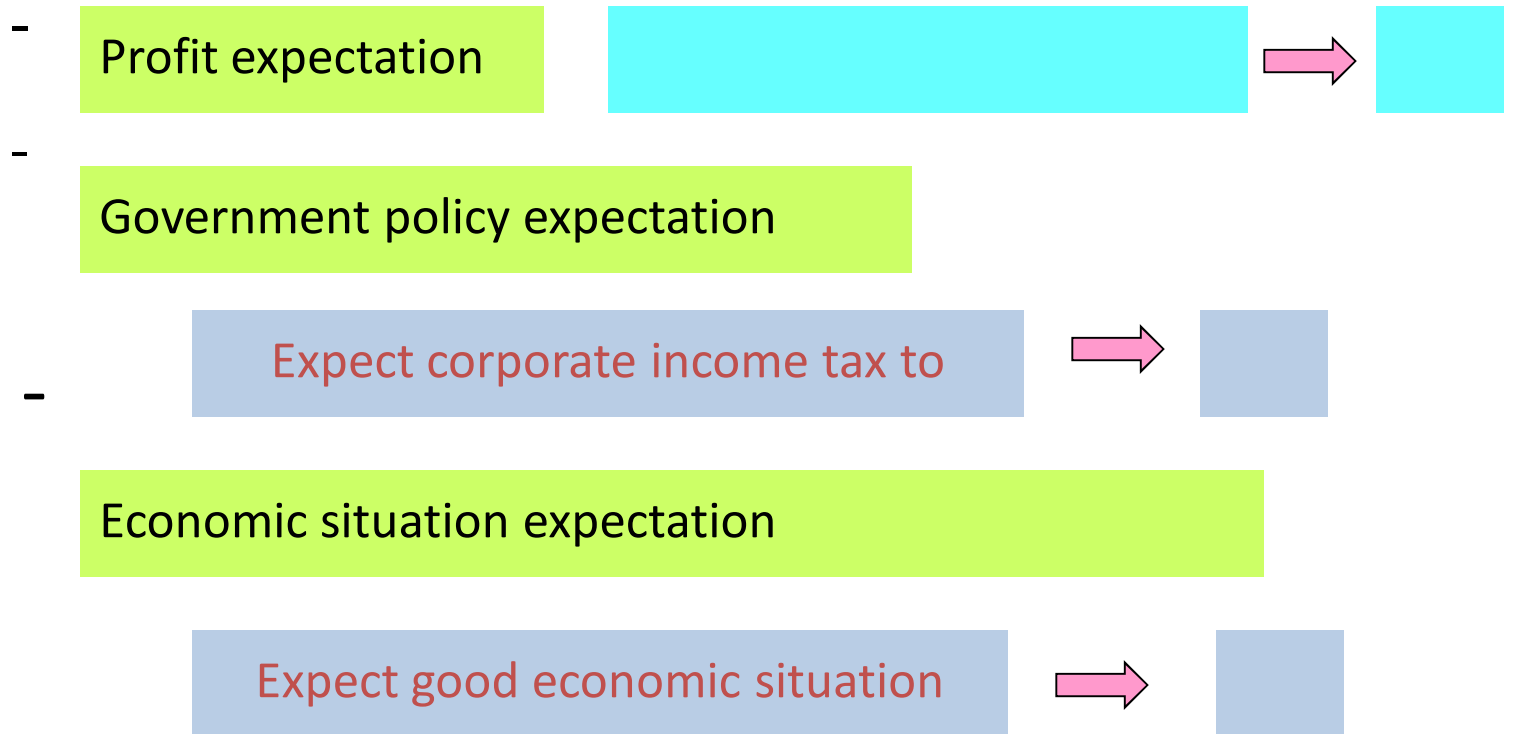 - Profit expectation
- Government policy expectation
Expect corporate income tax to
- Economic situation expectation
Expect good economic situation